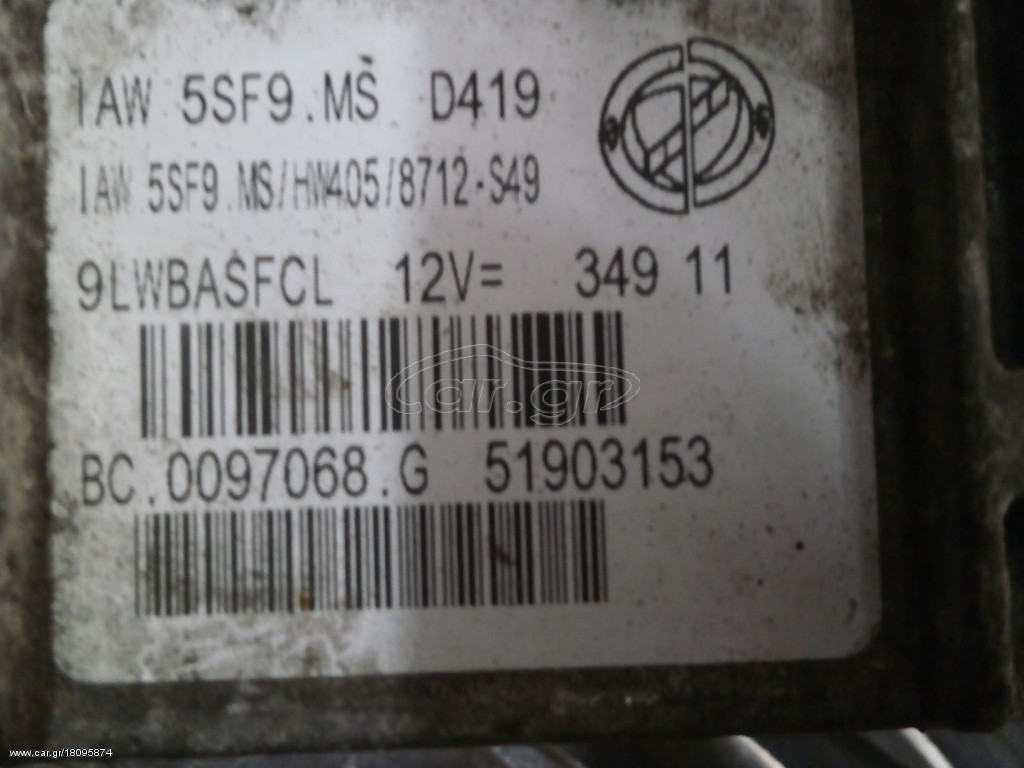 IAW 5SF9.MS D419
IAW 5SF9.MS/HW405/8712-S49
9LWBASFCL 12V= 349 11
car.gr
BC.0097068.G 51903153
www.car.gr/18095874